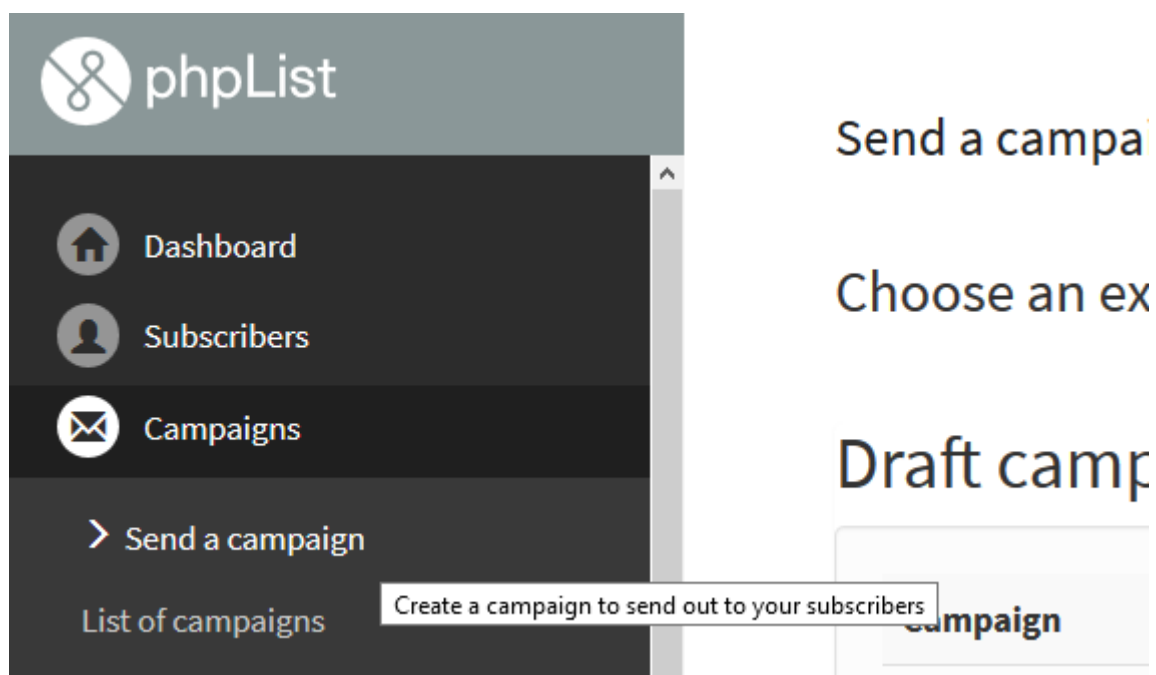 phpList
Dashboard
Subscribers
Campaigns
Send a campaign
List of campaigns
Create a campaign to send out to your subscribers
Send a campai
Choose an ex
Draft camp
Campaign